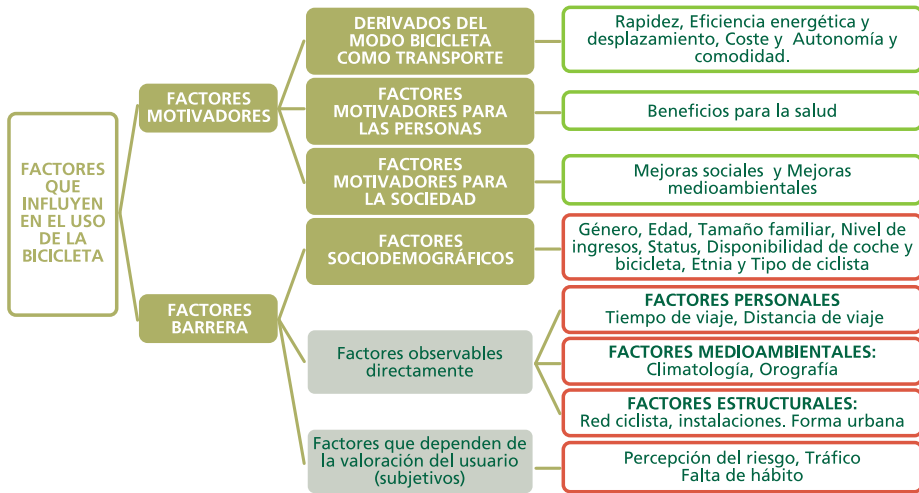 FACTORES
QUE
INFLUYEN
EN EL USO
DE LA
BICICLETA
FACTORES
MOTIVADORES
DERIVADOS DEL
MODO BICICLETA
COMO TRANSPORTE
Rapidez, Eficiencia energética y
desplazamiento, Coste y Autonomía y
comodidad.
FACTORES
MOTIVADORES PARA
LAS PERSONAS
Beneficios para la salud
FACTORES
MOTIVADORES PARA
LA SOCIEDAD
Mejoras sociales y Mejoras
medioambientales
FACTORES
BARRERA
FACTORES
SOCIODEMOGRÁFICOS
Género, Edad, Tamaño familiar, Nivel de
ingresos, Status, Disponibilidad de coche y
bicicleta, Etnia y Tipo de ciclista
Factores observables
directamente
FACTORES PERSONALES
Tiempo de viaje, Distancia de viaje
FACTORES MEDIOAMBIENTALES:
Climatología, Orografía
FACTORES ESTRUCTURALES:
Red ciclista, instalaciones. Forma urbana
Factores que dependen de
la valoración del usuario
(subjetivos)
Percepción del riesgo, Tráfico
Falta de hábito